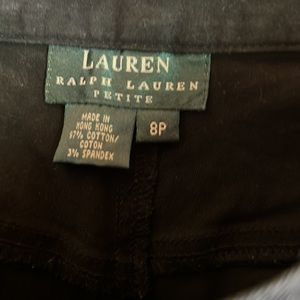 LAUREN
RALPH LAUREN
PETITE
MADE IN
HONG KONG
97% COTTON/
COTON
3% SPANDEX
8P